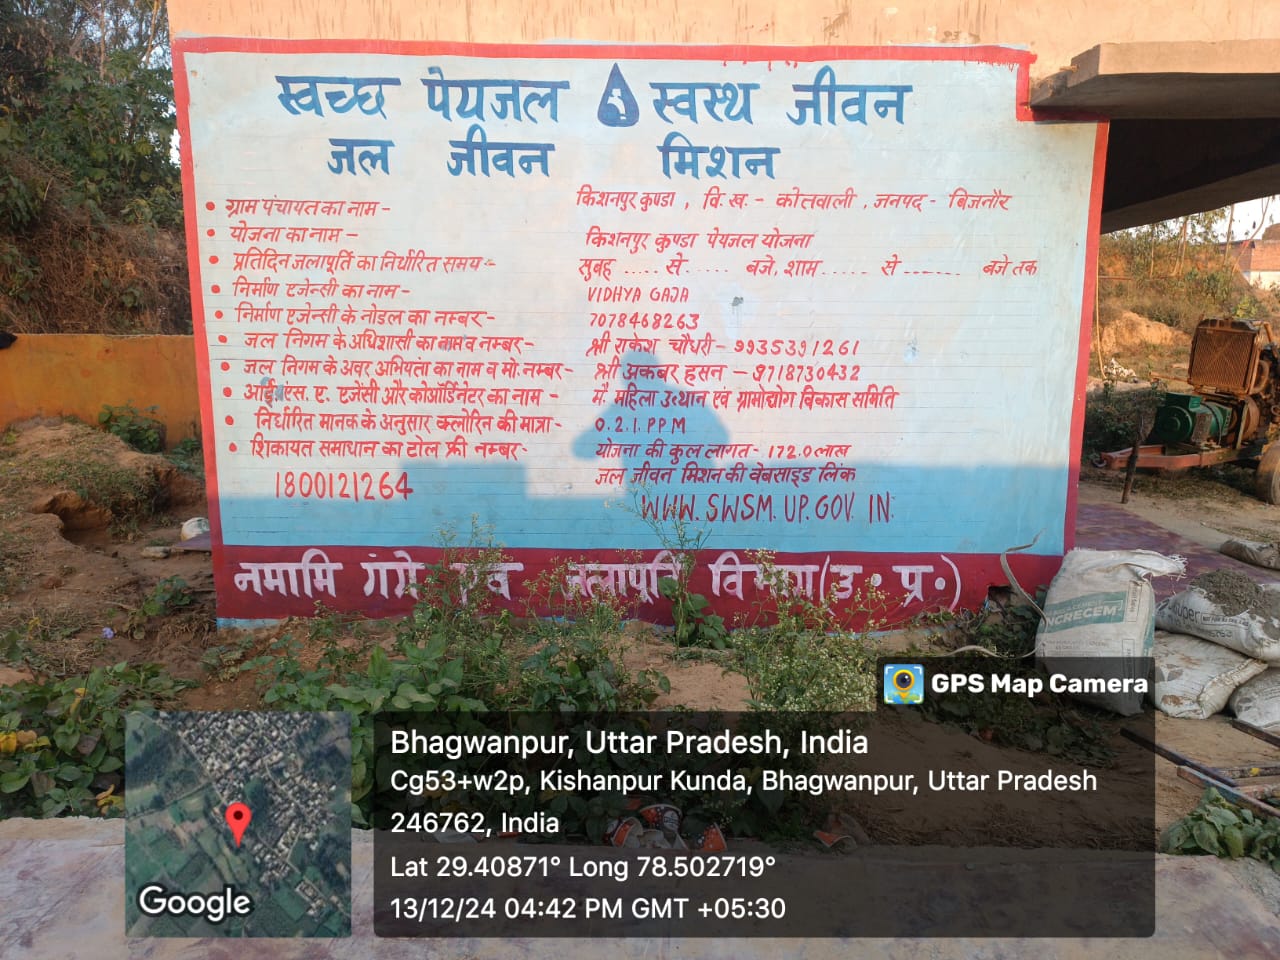 स्वच्छ पेयजल स्वस्थ जीवन
जल जीवन मिशन
• ग्राम पंचायत का नाम - किशनपुर कुण्डा , वि. ख. - कोतवाली , जनपद - बिजनौर
• योजना का नाम - किशनपुर कुण्डा पेयजल योजना
• प्रतिदिन जलापूर्ति का निर्धारित समय - सुबह ..... से ..... बजे, शाम ...... से ....... बजे तक
• निर्माण एजेन्सी का नाम - VIDHYA GAJA
• निर्माण एजेन्सी के नोडल का नम्बर - 7078468263
• जल निगम के अधिशासी का नाम व नम्बर - श्री राकेश चौधरी - 9935391261
• जल निगम के अवर अभियंता का नाम व मो. नम्बर - श्री अकबर हसन - 9718730432
• आई. एस. ए. एजेंसी और कोऑर्डिनेटर का नाम - मै. महिला उत्थान एवं ग्रामोद्योग विकास समिति
• निर्धारित मानक के अनुसार क्लोरिन की मात्रा - 0.2.1. PPM
• शिकायत समाधान का टोल फ्री नम्बर - योजना की कुल लागत - 172.0 लाख
जल जीवन मिशन की वेबसाइड लिंक
1800121264 WWW.SWSM.UP.GOV.IN.
नमामि गंगे एवं जलापूर्ति विभाग (उ॰ प्र॰)
INCRECEM
GPS Map Camera
Bhagwanpur, Uttar Pradesh, India
Cg53+w2p, Kishanpur Kunda, Bhagwanpur, Uttar Pradesh
246762, India
Lat 29.40871° Long 78.502719°
13/12/24 04:42 PM GMT +05:30
Google